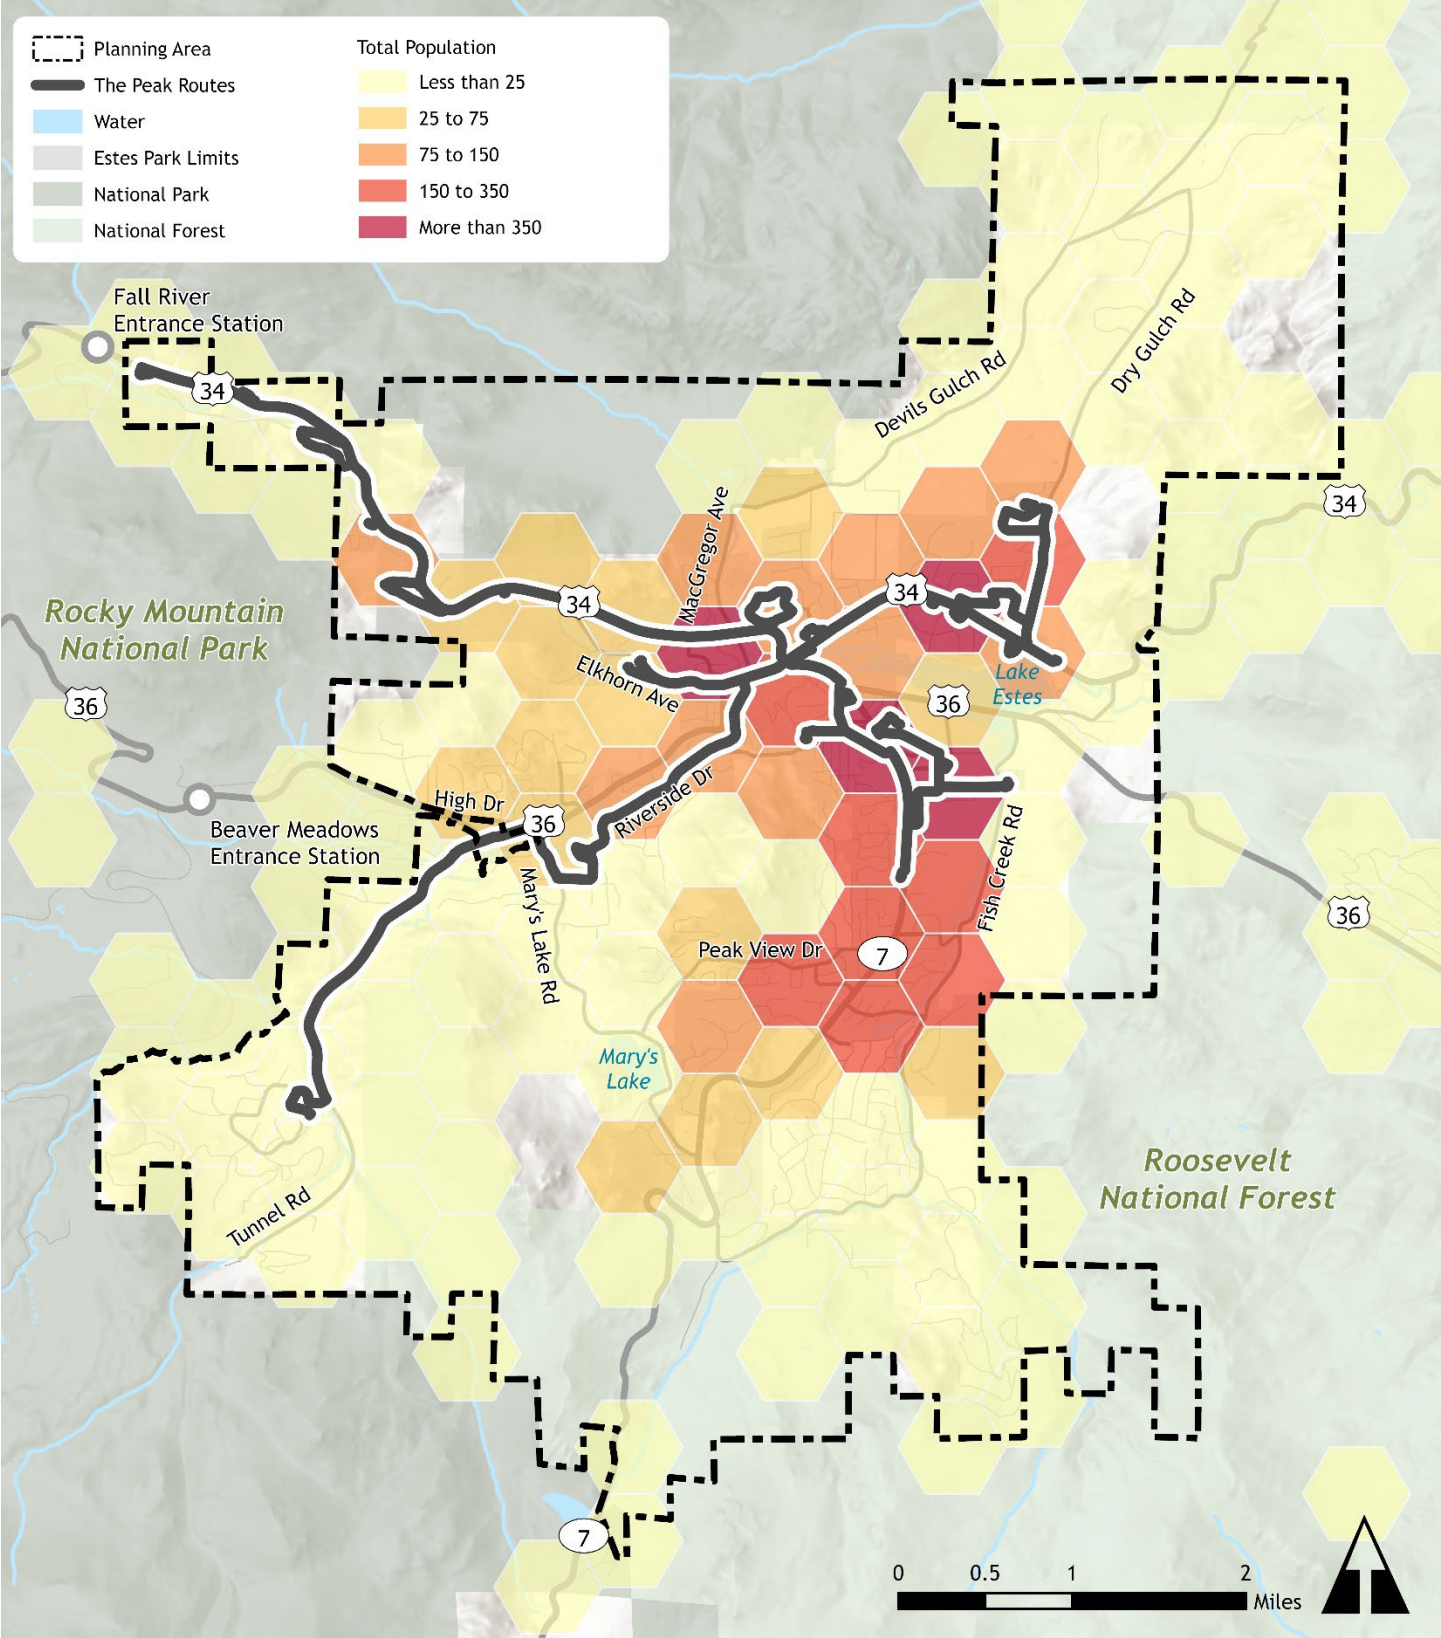 Planning Area
The Peak Routes
Water
Estes Park Limits
National Park
National Forest
Total Population
Less than 25
25 to 75
75 to 150
150 to 350
More than 350
Fall River
Entrance Station
34
Devils Gulch Rd
Dry Gulch Rd
34
MacGregor Ave
34
34
Rocky Mountain
National Park
36
Elkhorn Ave
Lake
Estes
36
High Dr
36
Riverside Dr
Beaver Meadows
Entrance Station
Mary's Lake Rd
Fish Creek Rd
36
Peak View Dr
7
Mary's
Lake
Roosevelt
National Forest
Tunnel Rd
7
0 0.5 1 2
Miles